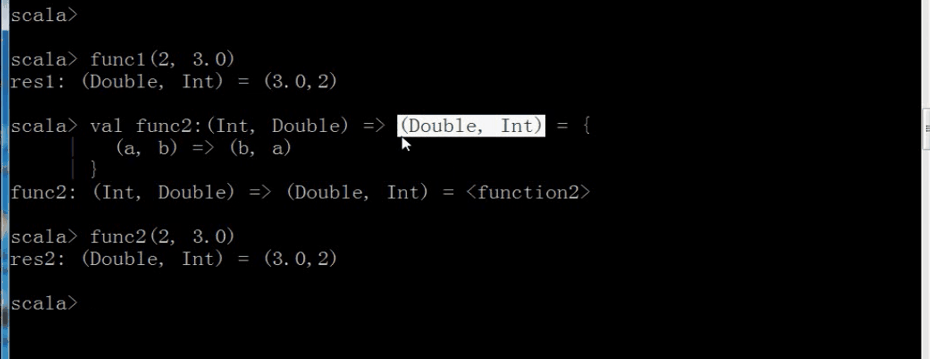 scala>
scala> func1(2, 3.0)
res1: (Double, Int) = (3.0,2)
scala> val func2:(Int, Double) => (Double, Int) = {
| (a, b) => (b, a)
| }
func2: (Int, Double) => (Double, Int) = <function2>
scala> func2(2, 3.0)
res2: (Double, Int) = (3.0,2)
scala>